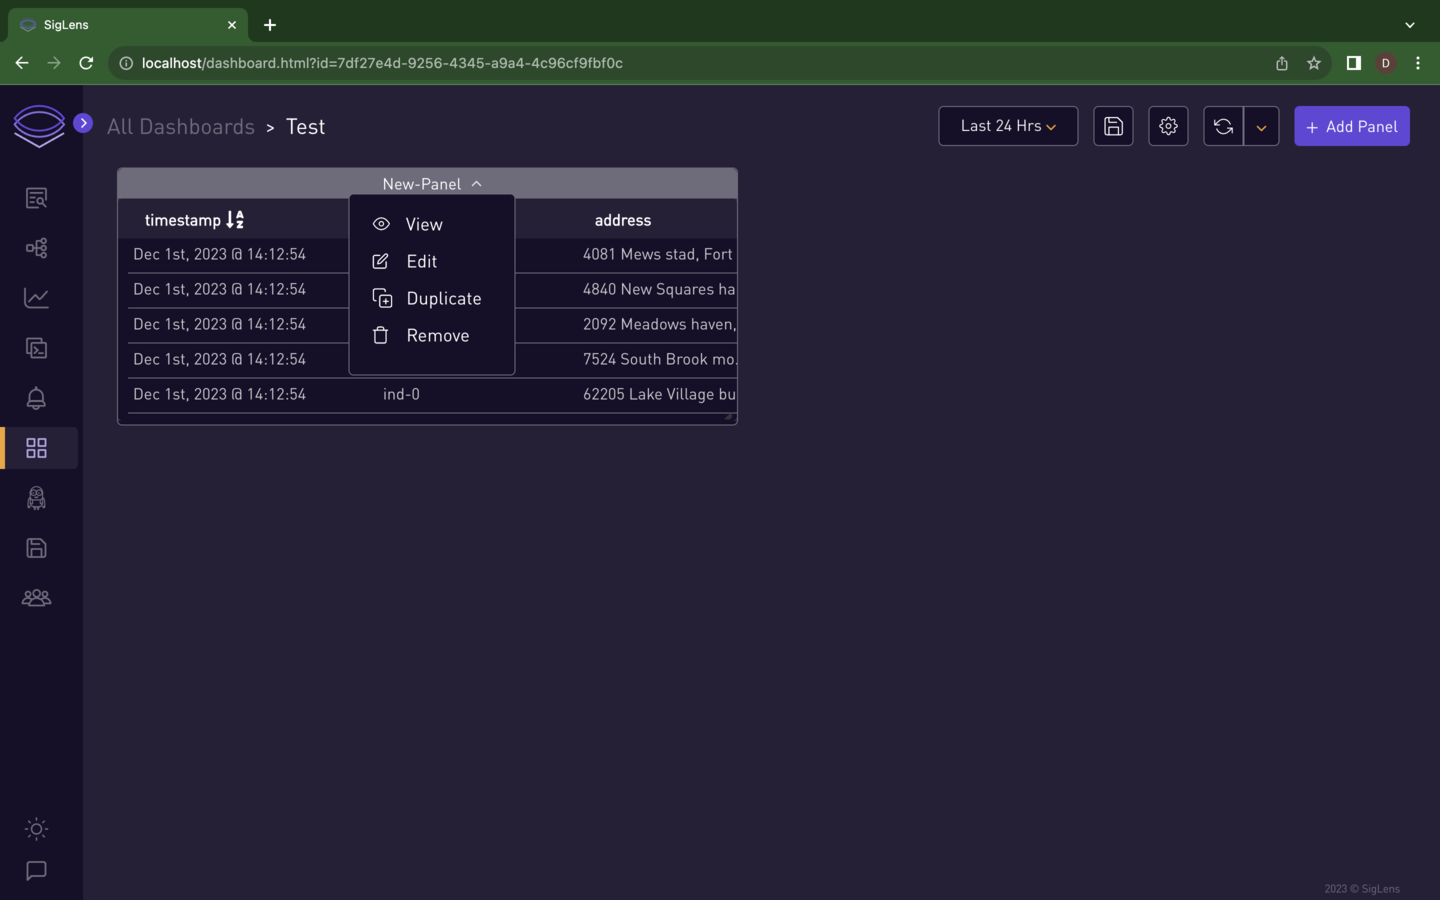 SigLens
localhost/dashboard.html?id=7df27e4d-9256-4345-a9a4-4c96cf9fbf0c
D
All Dashboards > Test
Last 24 Hrs
+ Add Panel
New-Panel
timestamp
address
View
Edit
Duplicate
Remove
Dec 1st, 2023 @ 14:12:54
4081 Mews stad, Fort
Dec 1st, 2023 @ 14:12:54
4840 New Squares ha
Dec 1st, 2023 @ 14:12:54
2092 Meadows haven,
Dec 1st, 2023 @ 14:12:54
7524 South Brook mo.
Dec 1st, 2023 @ 14:12:54
ind-0
62205 Lake Village bu
2023 © SigLens